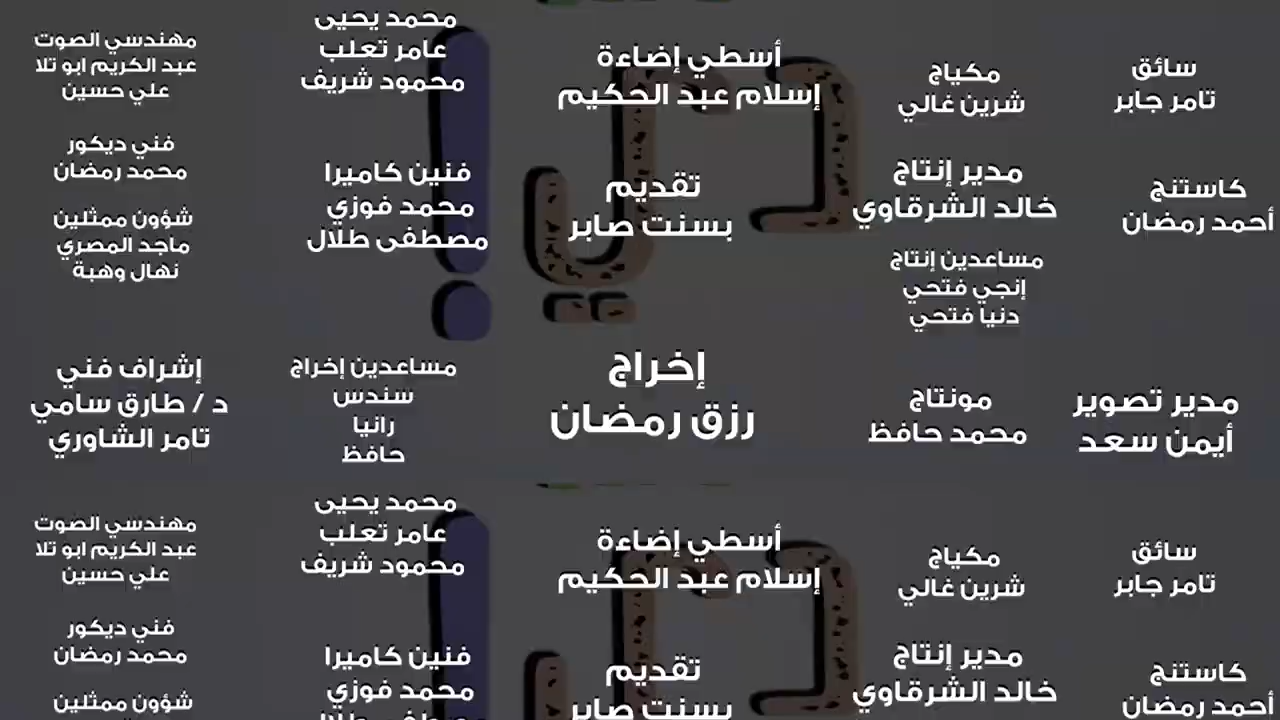 سائق
تامر جابر
كاستنج
أحمد رمضان
مدير تصوير
أيمن سعد
مكياج
شرين غالي
مدير إنتاج
خالد الشرقاوي
مساعدين إنتاج
إنجي فتحي
دنيا فتحي
مونتاج
محمد حافظ
أسطي إضاءة
إسلام عبد الحكيم
تقديم
بسنت صابر
إخراج
رزق رمضان
محمد يحيى
عامر تعلب
محمود شريف
فنين كاميرا
محمد فوزي
مصطفى طلال
مساعدين إخراج
سندس
رانيا
حافظ
مهندسي الصوت
عبد الكريم ابو تلا
علي حسين
فني ديكور
محمد رمضان
شؤون ممثلين
ماجد المصري
نهال وهبة
إشراف فني
د / طارق سامي
تامر الشاوري
سائق
تامر جابر
كاستنج
أحمد رمضان
مكياج
شرين غالي
مدير إنتاج
خالد الشرقاوي
أسطي إضاءة
إسلام عبد الحكيم
تقديم
بسنت صابر
محمد يحيى
عامر تعلب
محمود شريف
فنين كاميرا
محمد فوزي
مهندسي الصوت
عبد الكريم ابو تلا
علي حسين
فني ديكور
محمد رمضان
شؤون ممثلين